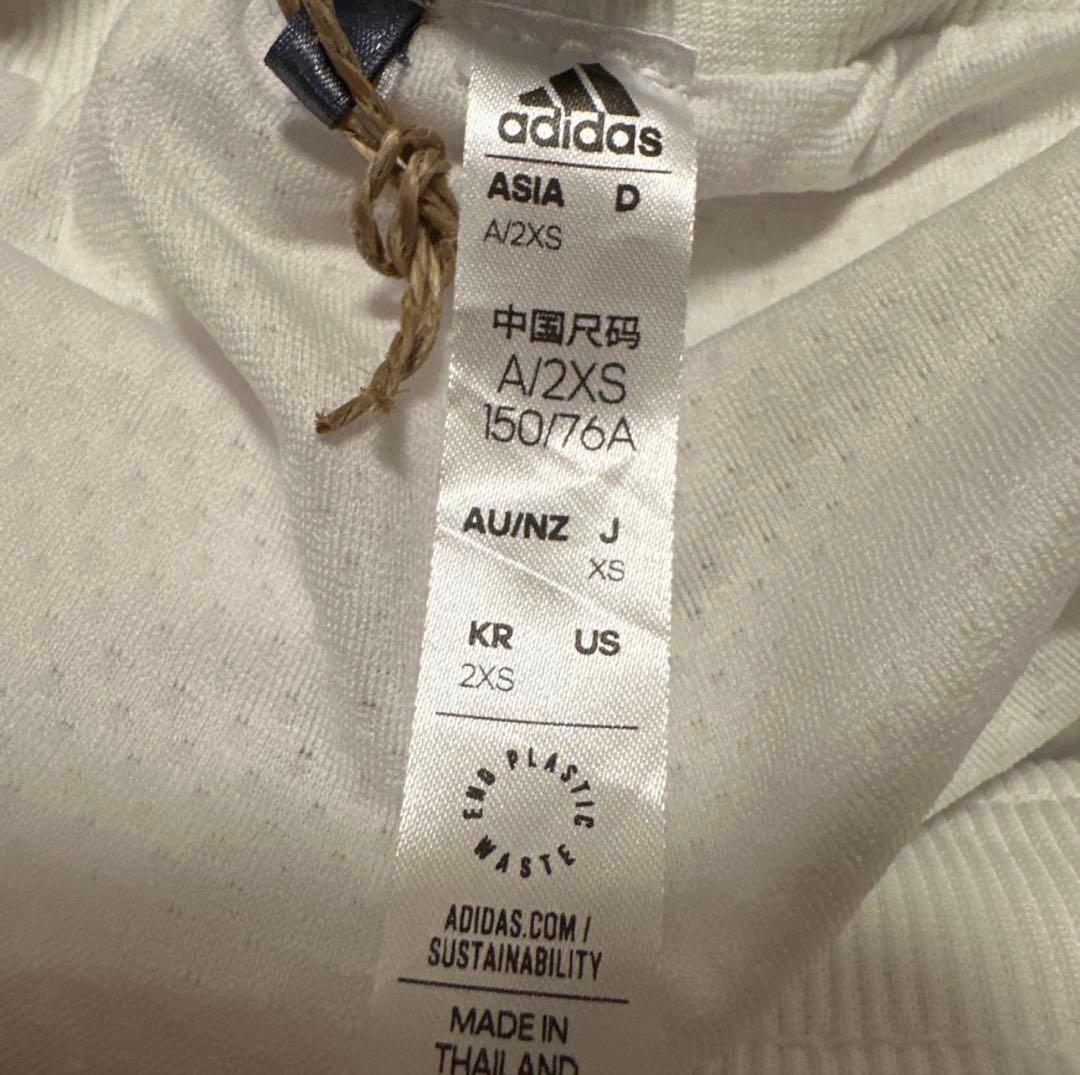 adidas
ASIA D
A/2XS
中国尺码
A/2XS
150/76A
AU/NZ J
XS
KR US
2XS
END PLASTIC WASTE
ADIDAS.COM /
SUSTAINABILITY
MADE IN
THAILAND